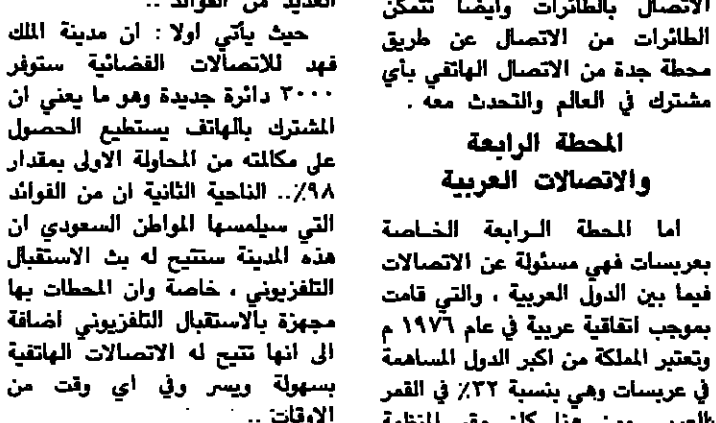 الاتصال بالطائرات وايضا تتمكن
الطائرات من الاتصال عن طريق
محطة جدة من الاتصال الهاتفي بأي
مشترك في العالم والتحدث معه .
المحطة الرابعة
والاتصالات العربية
اما المحطة الرابعة الخاصة
بعربسات فهي مسئولة عن الاتصالات
فيما بين الدول العربية ، والتي قامت
بموجب اتفاقية عربية في عام ١٩٧٦ م
وتعتبر المملكة من اكبر الدول المساهمة
في عربسات وهي بنسبة ٣٢٪ في القمر
العديد من الفوائد ..
حيث يأتي اولا : ان مدينة الملك
فهد للاتصالات الفضائية ستوفر
٣٠٠٠ دائرة جديدة وهو ما يعني ان
المشترك بالهاتف يستطيع الحصول
على مكالمته من المحاولة الاولى بمقدار
٩٨٪.. الناحية الثانية ان من الفوائد
التي سيلمسها المواطن السعودي ان
هذه المدينة ستتيح له بث الاستقبال
التلفزيوني ، خاصة وان المحطات بها
مجهزة بالاستقبال التلفزيوني اضافة
الى انها تتيح له الاتصالات الهاتفية
بسهولة ويسر وفي اي وقت من
الاوقات ..